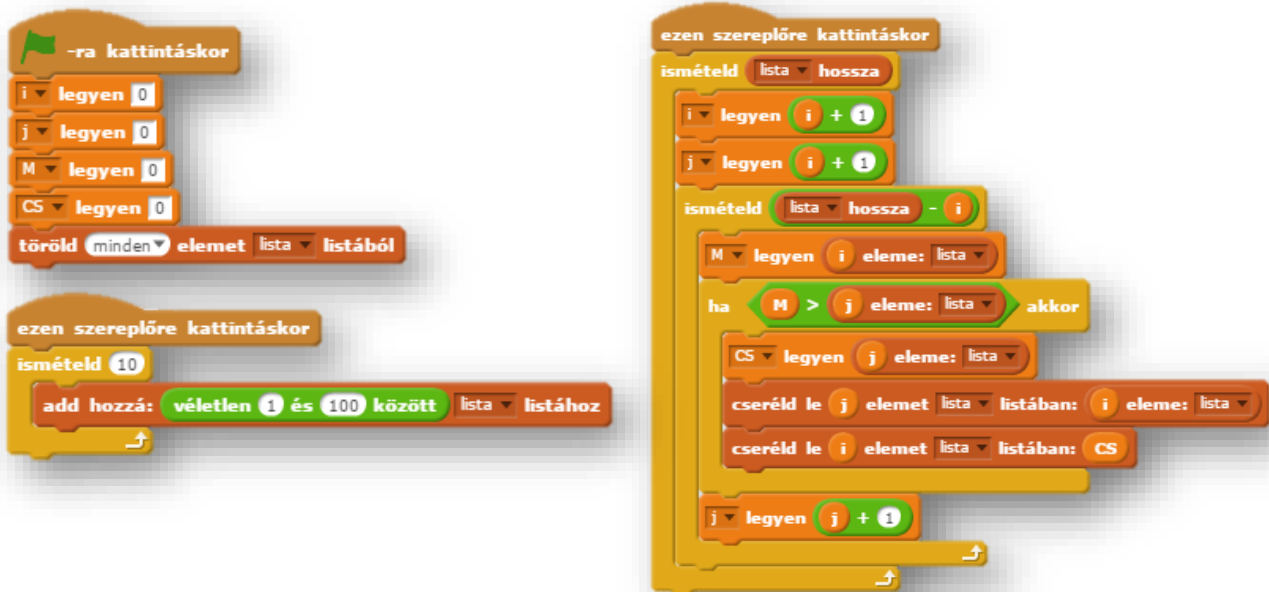 -ra kattintáskor
i legyen 0
j legyen 0
M legyen 0
CS legyen 0
töröld minden elemet lista listából
ezen szereplőre kattintáskor
ismételd 10
add hozzá: véletlen 1 és 100 között lista listához
ezen szereplőre kattintáskor
ismételd lista hossza
i legyen i + 1
j legyen i + 1
ismételd lista hossza - i
M legyen i eleme: lista
ha M > j eleme: lista akkor
CS legyen j eleme: lista
cseréld le j elemet lista listában: i eleme: lista
cseréld le i elemet lista listában: CS
j legyen j + 1